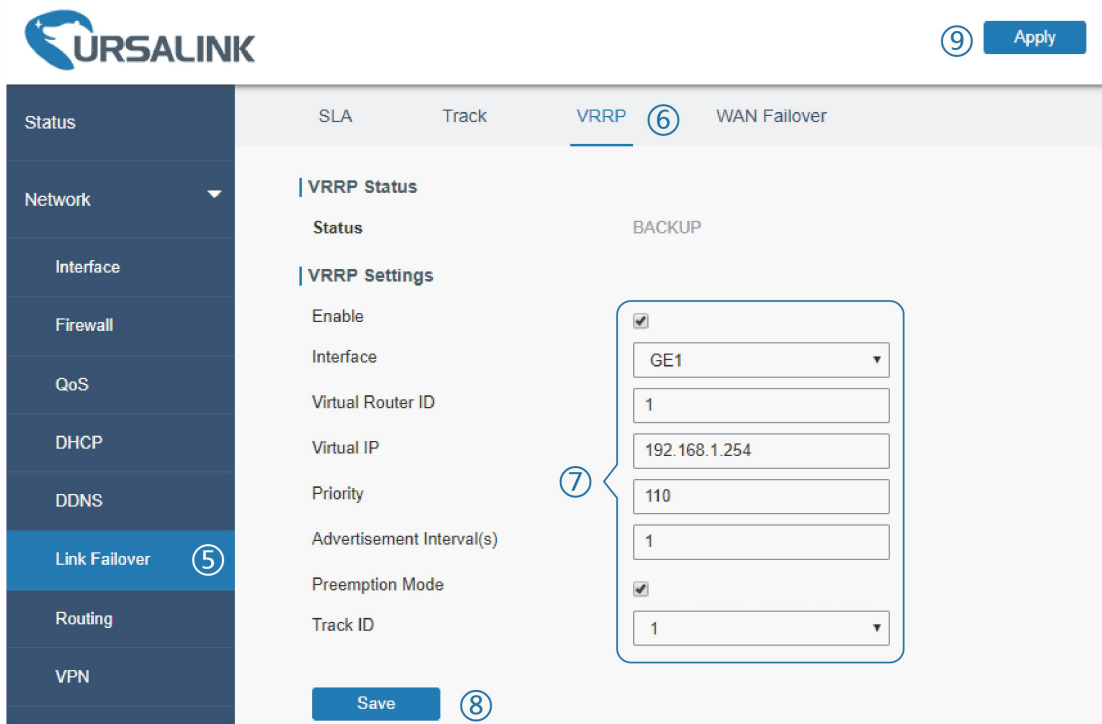 URSALINK
⑨ Apply
Status
SLA Track VRRP ⑥ WAN Failover
Network
VRRP Status
Status BACKUP
Interface
VRRP Settings
Firewall
Enable
Interface GE1
QoS
Virtual Router ID 1
DHCP
Virtual IP 192.168.1.254
⑦
Priority 110
DDNS
Advertisement Interval(s) 1
Link Failover ⑤
Preemption Mode
Routing
Track ID 1
VPN
Save ⑧